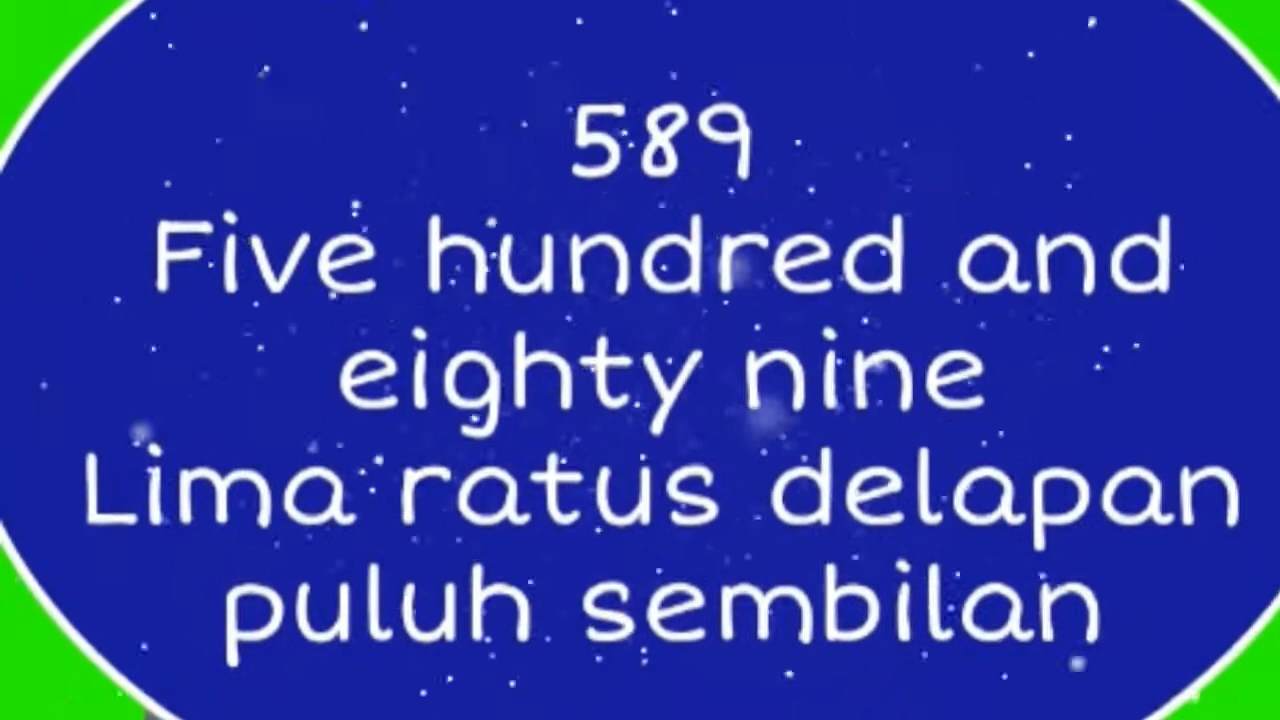 589
Five hundred and
eighty nine
Lima ratus delapan
puluh sembilan